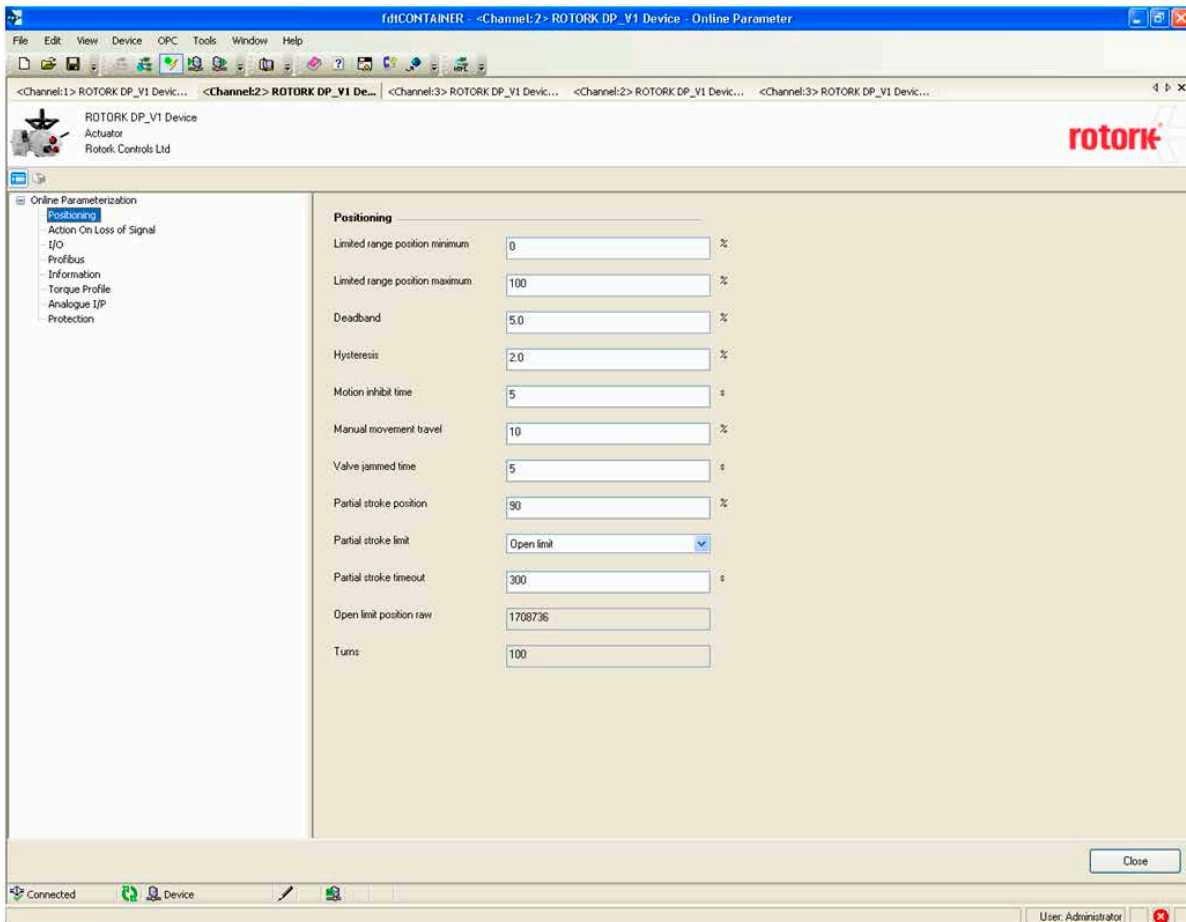 fdtCONTAINER - <Channel:2> ROTORK DP_V1 Device - Online Parameter
File Edit View Device OPC Tools Window Help
<Channel:1> ROTORK DP_V1 Devic... <Channel:2> ROTORK DP_V1 De... <Channel:3> ROTORK DP_V1 Devic... <Channel:2> ROTORK DP_V1 Devic... <Channel:3> ROTORK DP_V1 Devic...
ROTORK DP_V1 Device
Actuator
Rotork Controls Ltd
rotork
Online Parameterization
Positioning
Action On Loss of Signal
I/O
Profibus
Information
Torque Profile
Analogue I/P
Protection
Positioning
Limited range position minimum 0 %
Limited range position maximum 100 %
Deadband 5.0 %
Hysteresis 2.0 %
Motion inhibit time 5 s
Manual movement travel 10 %
Valve jammed time 5 s
Partial stroke position 90 %
Partial stroke limit Open limit
Partial stroke timeout 300 s
Open limit position raw 1708736
Turns 100
Close
Connected Device
User: Administrator